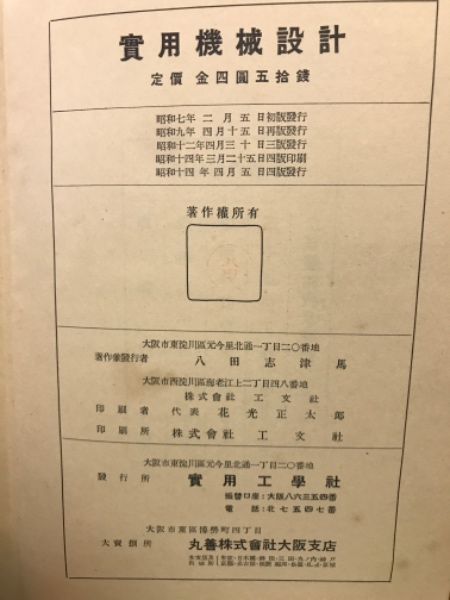 實用機械設計
定價 金四圓五拾錢
昭和七年 二 月 五 日初版發行
昭和九年 四月十五 日再版發行
昭和十二年四月三十 日三版發行
昭和十四年三月二十五日四版印刷
昭和十四 年 四 月 五 日四版發行
著作權所有
大阪市東淀川區元今里北通一丁目二〇番地
著作兼發行者 八田志津馬
大阪市西淀川區海老江上二丁目四八番地
株式會社 工文社
印刷者 代表 花光正太郎
印刷所 株式會社 工文社
大阪市東淀川區元今里北通一丁目二〇番地
發行所 實用工學社
振替口座:大阪八六三五四番
電話:北七五四七番
大阪市東區博勞町四丁目
大賣捌所 丸善株式會社大阪支店